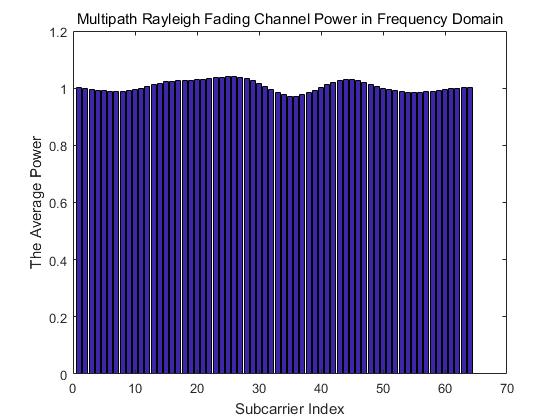 Multipath Rayleigh Fading Channel Power in Frequency Domain
1.2
1
0.8
0.6
0.4
0.2
0
The Average Power
0 10 20 30 40 50 60 70
Subcarrier Index